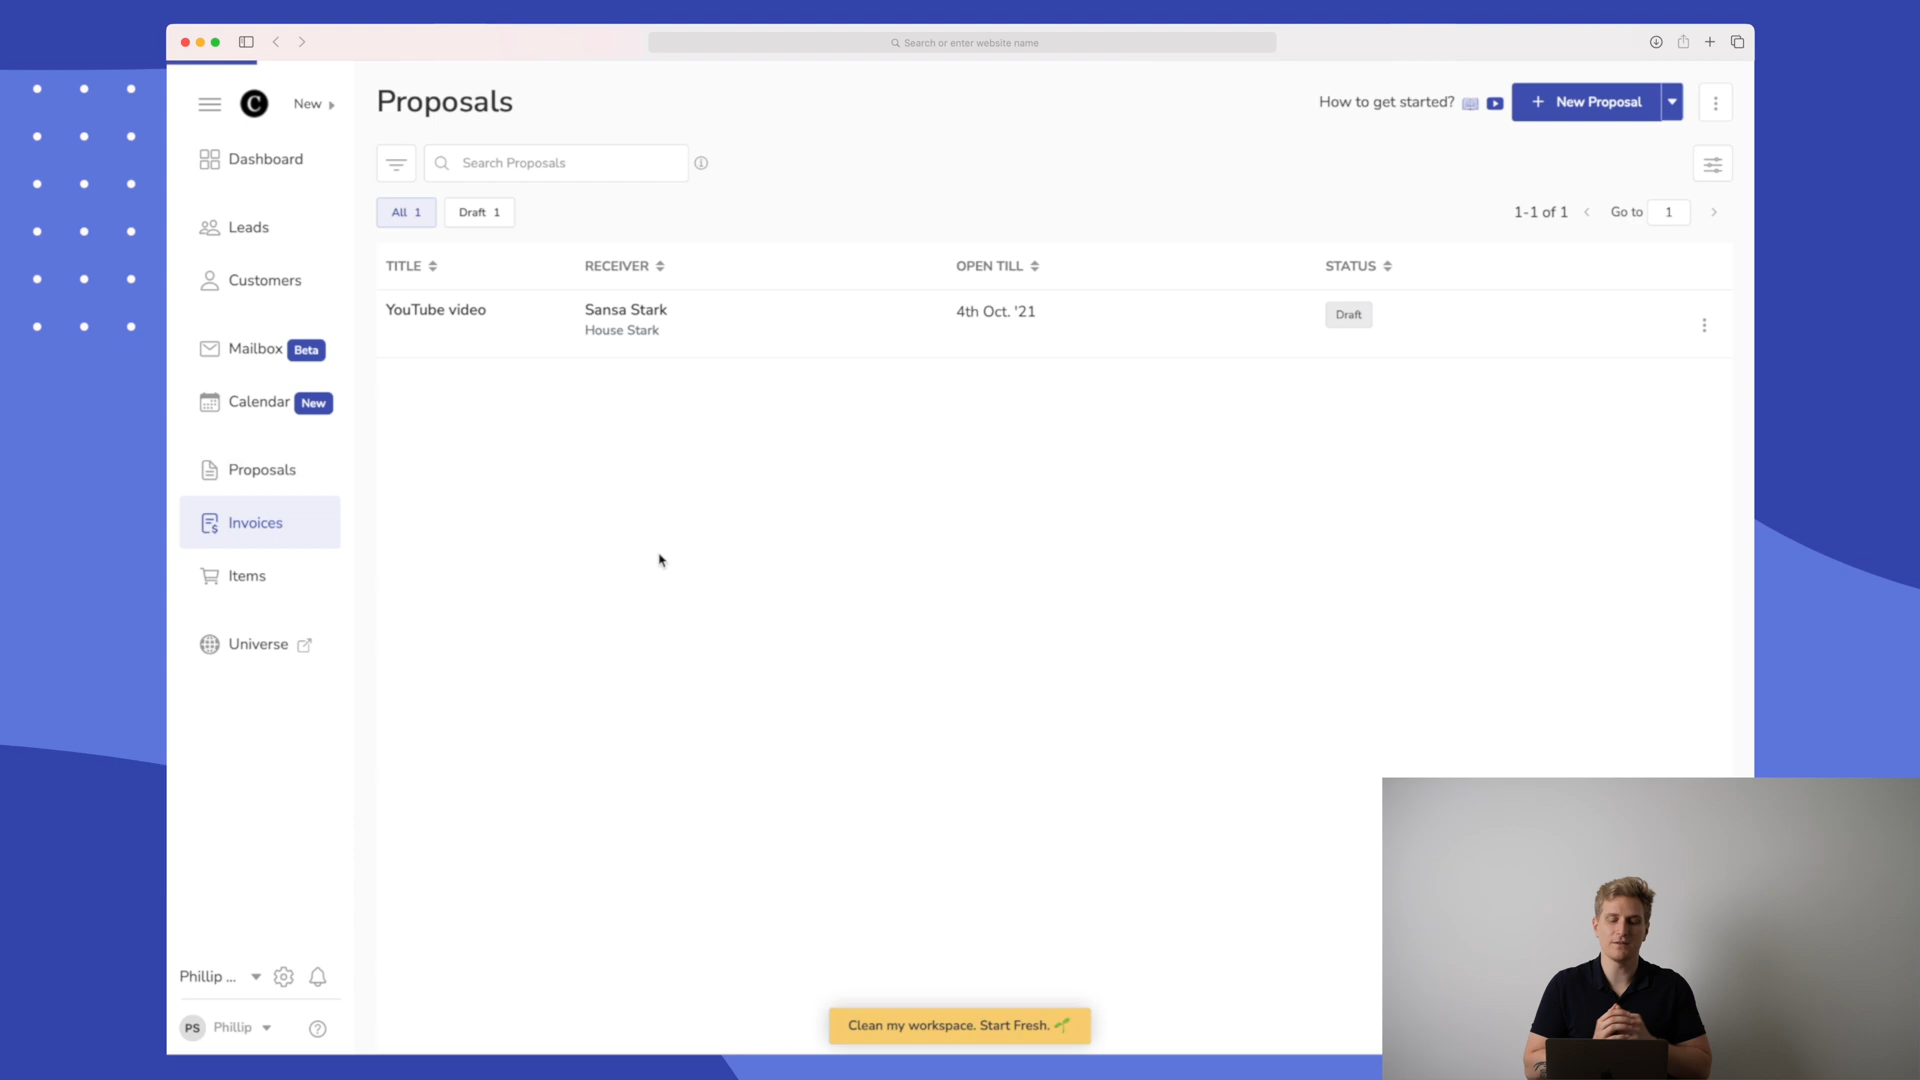 Search or enter website name
C
New
Proposals
How to get started?
+ New Proposal
Dashboard
Search Proposals
All 1
Draft 1
1-1 of 1
Go to
1
Leads
TITLE
RECEIVER
OPEN TILL
STATUS
Customers
YouTube video
Sansa Stark
4th Oct. '21
Draft
House Stark
Mailbox Beta
Calendar New
Proposals
Invoices
Items
Universe
Phillip ...
PS Phillip
Clean my workspace. Start Fresh.